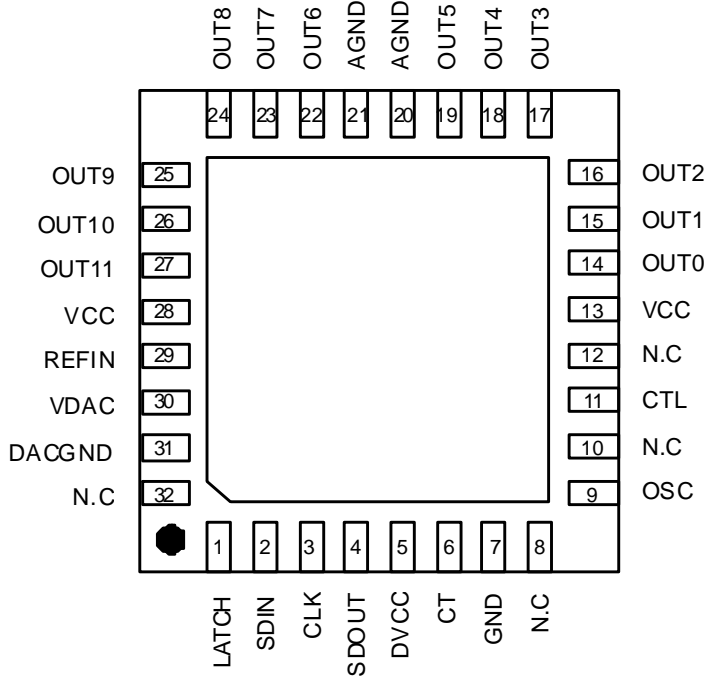 OUT8 OUT7 OUT6 AGND AGND OUT5 OUT4 OUT3
24 23 22 21 20 19 18 17
OUT9 25 16 OUT2
OUT10 26 15 OUT1
OUT11 27 14 OUT0
VCC 28 13 VCC
REFIN 29 12 N.C
VDAC 30 11 CTL
DACGND 31 10 N.C
N.C 32 9 OSC
1 2 3 4 5 6 7 8
LATCH SDIN CLK SDOUT DVCC CT GND N.C